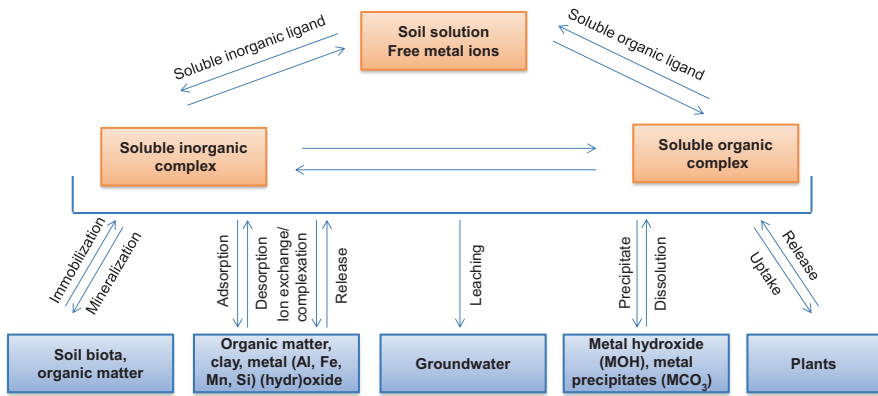 Soil solution
Free metal ions
Soluble inorganic ligand
Soluble organic ligand
Soluble inorganic
complex
Soluble organic
complex
Immobilization
Mineralization
Adsorption
Desorption
Ion exchange/
complexation
Release
Leaching
Precipitate
Dissolution
Uptake
Release
Soil biota,
organic matter
Organic matter,
clay, metal (Al, Fe,
Mn, Si) (hydr)oxide
Groundwater
Metal hydroxide
(MOH), metal
precipitates (MCO₃)
Plants